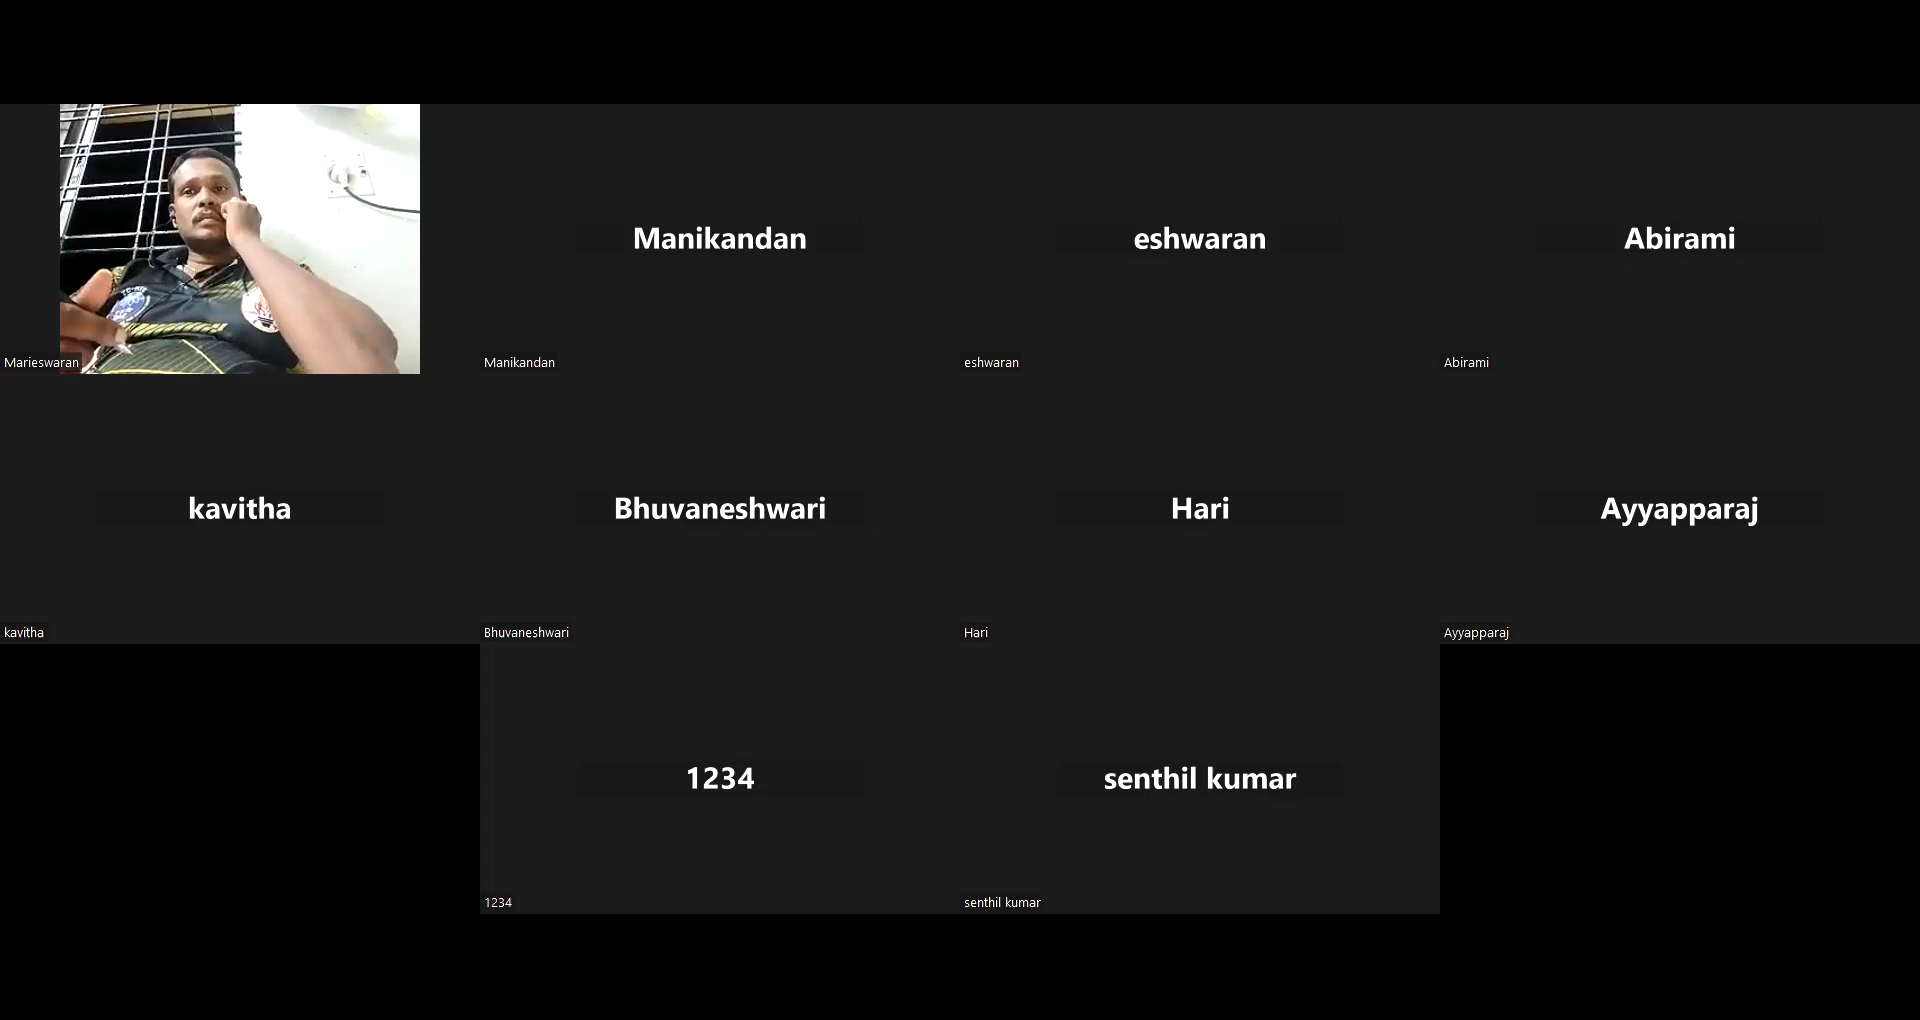 Manikandan
eshwaran
Abirami
Marieswaran
Manikandan
eshwaran
Abirami
kavitha
Bhuvaneshwari
Hari
Ayyapparaj
kavitha
Bhuvaneshwari
Hari
Ayyapparaj
1234
senthil kumar
1234
senthil kumar